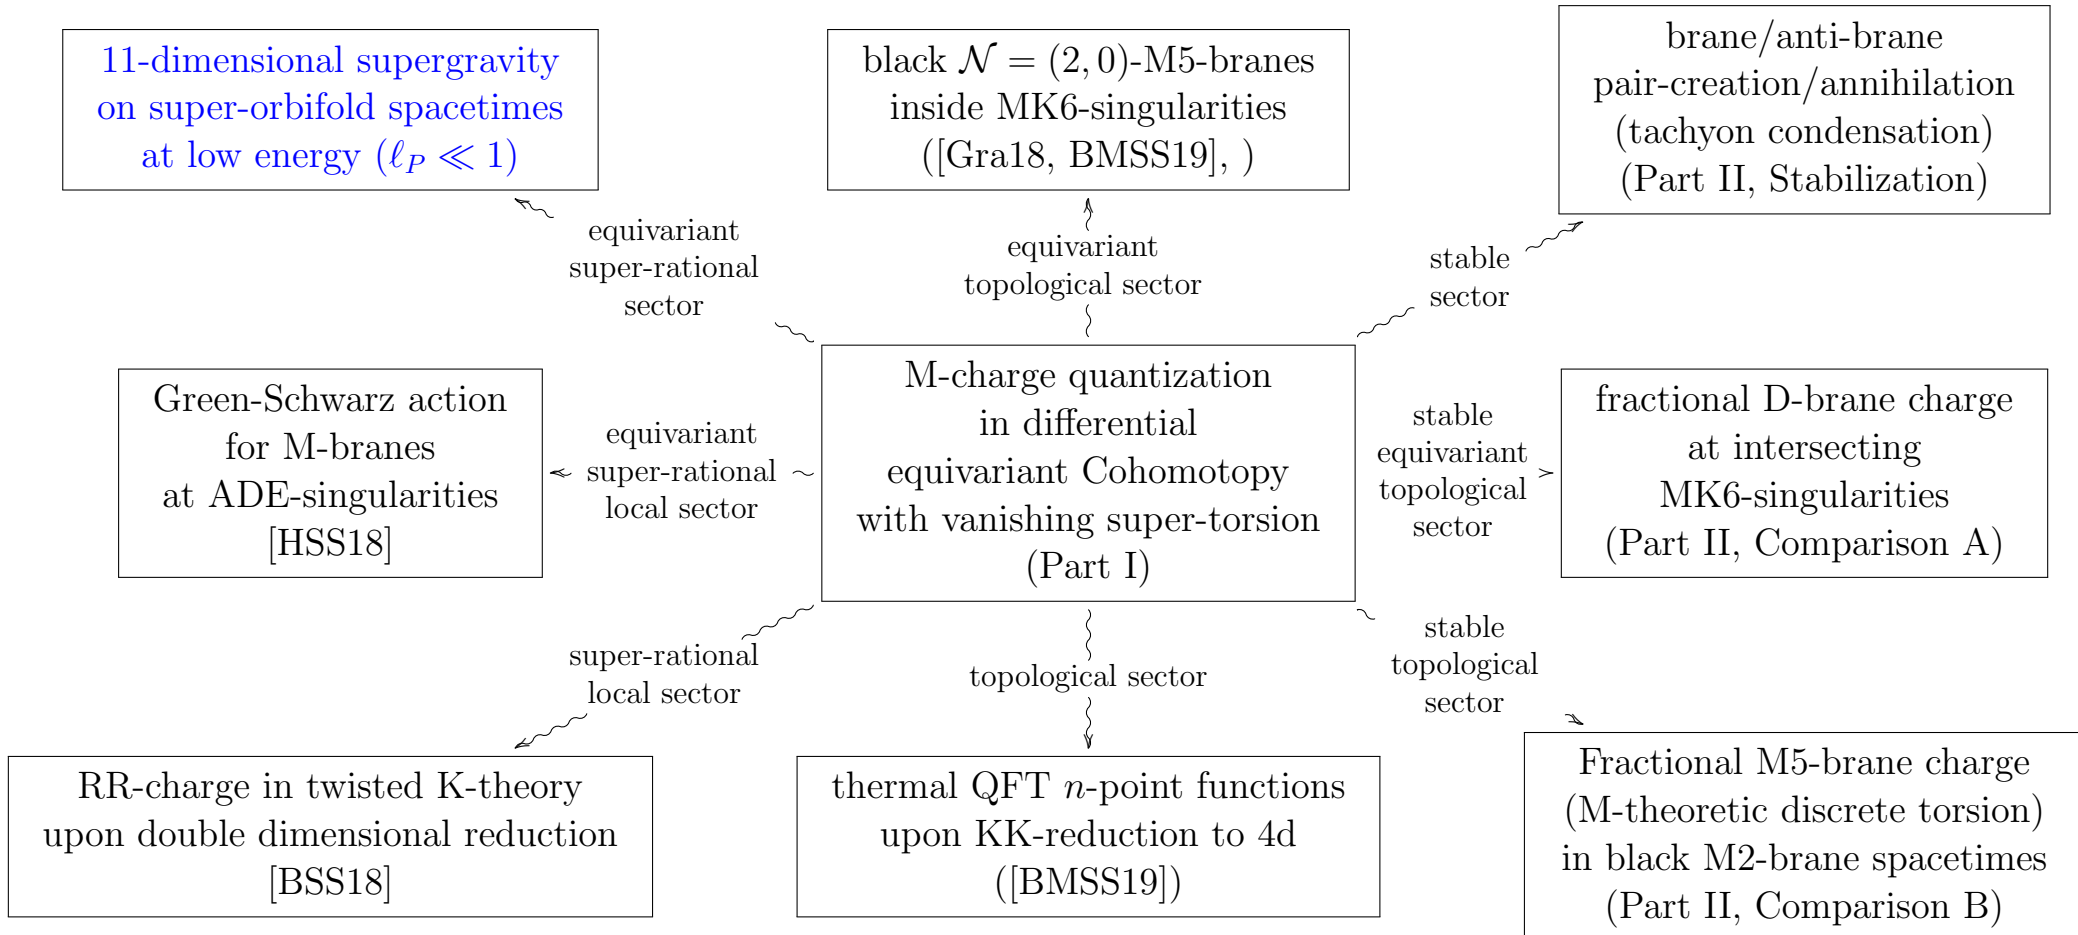 11-dimensional supergravity
on super-orbifold spacetimes
at low energy (ℓ_P ≪ 1)
black 𝒩 = (2, 0)-M5-branes
inside MK6-singularities
([Gra18, BMSS19], )
brane/anti-brane
pair-creation/annihilation
(tachyon condensation)
(Part II, Stabilization)
equivariant
super-rational
sector
equivariant
topological sector
stable
sector
Green-Schwarz action
for M-branes
at ADE-singularities
[HSS18]
equivariant
super-rational
local sector
M-charge quantization
in differential
equivariant Cohomotopy
with vanishing super-torsion
(Part I)
stable
equivariant
topological
sector
fractional D-brane charge
at intersecting
MK6-singularities
(Part II, Comparison A)
super-rational
local sector
topological sector
stable
topological
sector
RR-charge in twisted K-theory
upon double dimensional reduction
[BSS18]
thermal QFT n-point functions
upon KK-reduction to 4d
([BMSS19])
Fractional M5-brane charge
(M-theoretic discrete torsion)
in black M2-brane spacetimes
(Part II, Comparison B)